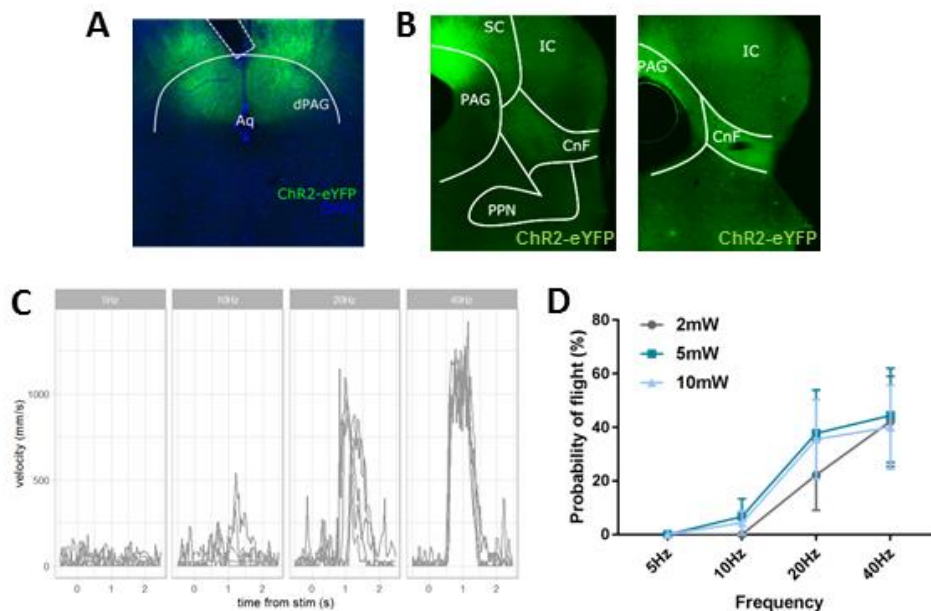 A
dPAG
Aq
ChR2-eYFP
B
SC
IC
PAG
CnF
PPN
ChR2-eYFP
IC
PAG
CnF
ChR2-eYFP
C
5Hz 10Hz 20Hz 40Hz
velocity (mm/s)
1000
500
0
0 1 2 0 1 2 0 1 2 0 1 2
time from stim (s)
D
Probability of flight (%)
80
60
40
20
0
2mW
5mW
10mW
5Hz 10Hz 20Hz 40Hz
Frequency